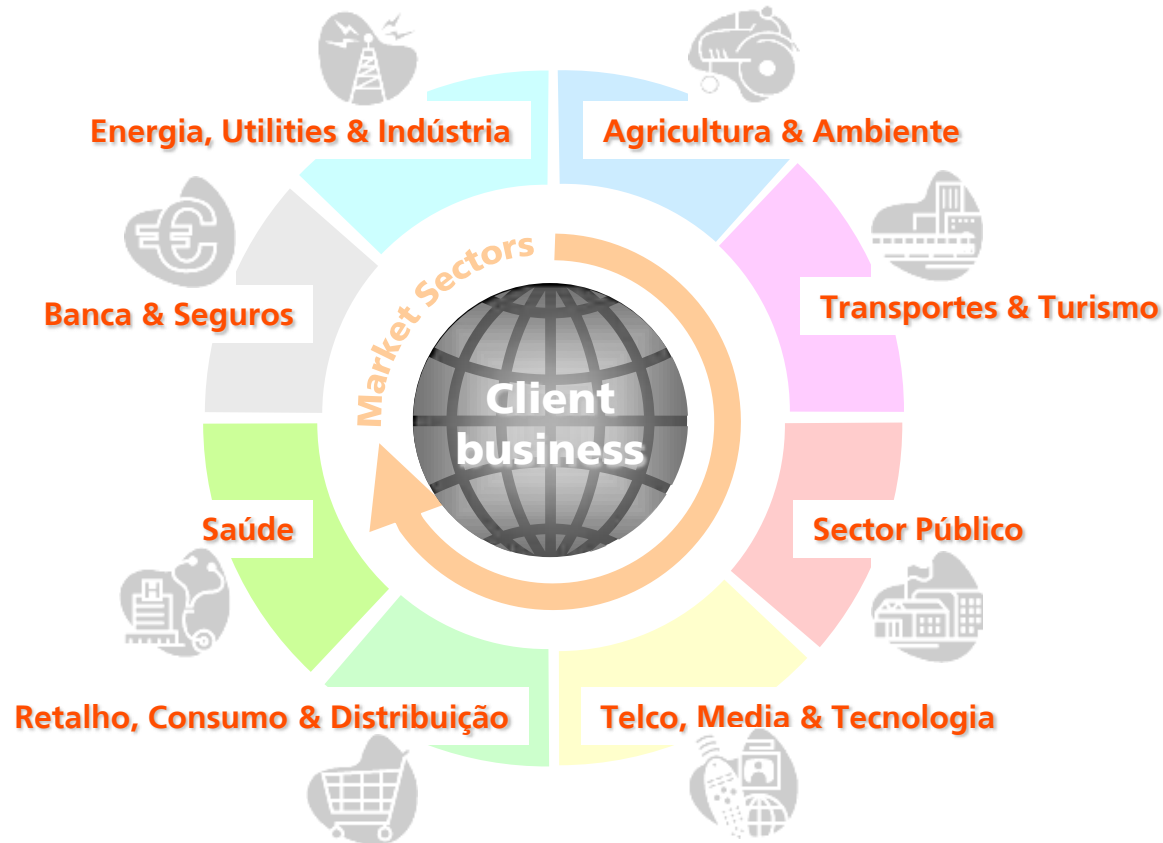 Energia, Utilities & Indústria
Agricultura & Ambiente
Banca & Seguros
Market Sectors
Transportes & Turismo
Client
business
Saúde
Sector Público
Retalho, Consumo & Distribuição
Telco, Media & Tecnologia